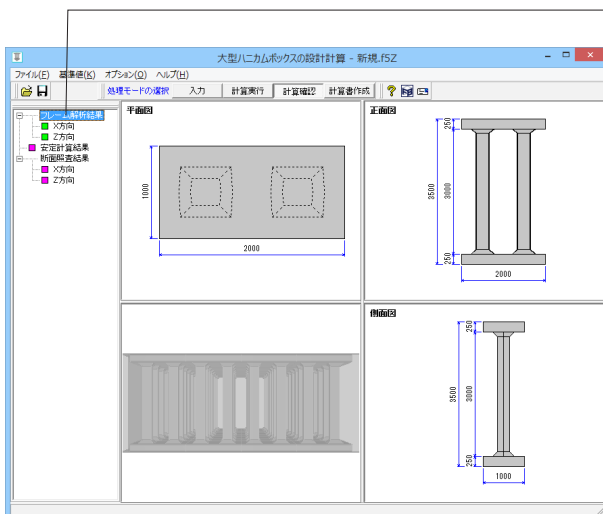 大型ハニカムボックスの設計計算 - 新規.f5Z
ファイル(F) 基準値(K) オプション(O) ヘルプ(H)
処理モードの選択 入力 計算実行 計算確認 計算書作成
フレーム解析結果
X方向
Z方向
安定計算結果
断面照査結果
X方向
Z方向
平面図
1000
2000
正面図
250
3500
3000
250
2000
側面図
250
3500
3000
250
1000